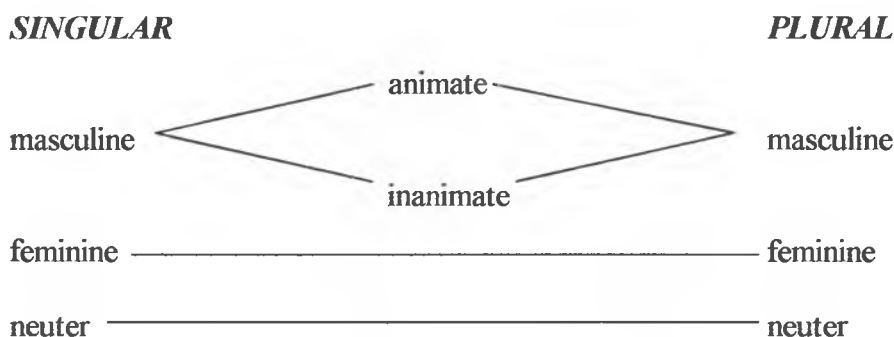 SINGULAR PLURAL
animate
masculine masculine
inanimate
feminine feminine
neuter neuter